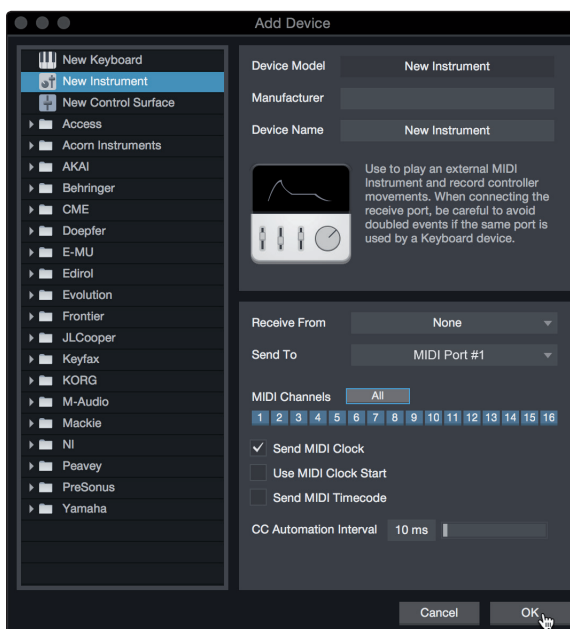 Add Device
New Keyboard
New Instrument
New Control Surface
Access
Acorn Instruments
AKAI
Behringer
CME
Doepfer
E-MU
Edirol
Evolution
Frontier
JLCooper
Keyfax
KORG
M-Audio
Mackie
NI
Peavey
PreSonus
Yamaha
Device Model New Instrument
Manufacturer
Device Name New Instrument
Use to play an external MIDI
Instrument and record controller
movements. When connecting the
receive port, be careful to avoid
doubled events if the same port is
used by a Keyboard device.
Receive From None
Send To MIDI Port #1
MIDI Channels All
1 2 3 4 5 6 7 8 9 10 11 12 13 14 15 16
Send MIDI Clock
Use MIDI Clock Start
Send MIDI Timecode
CC Automation Interval 10 ms
Cancel OK